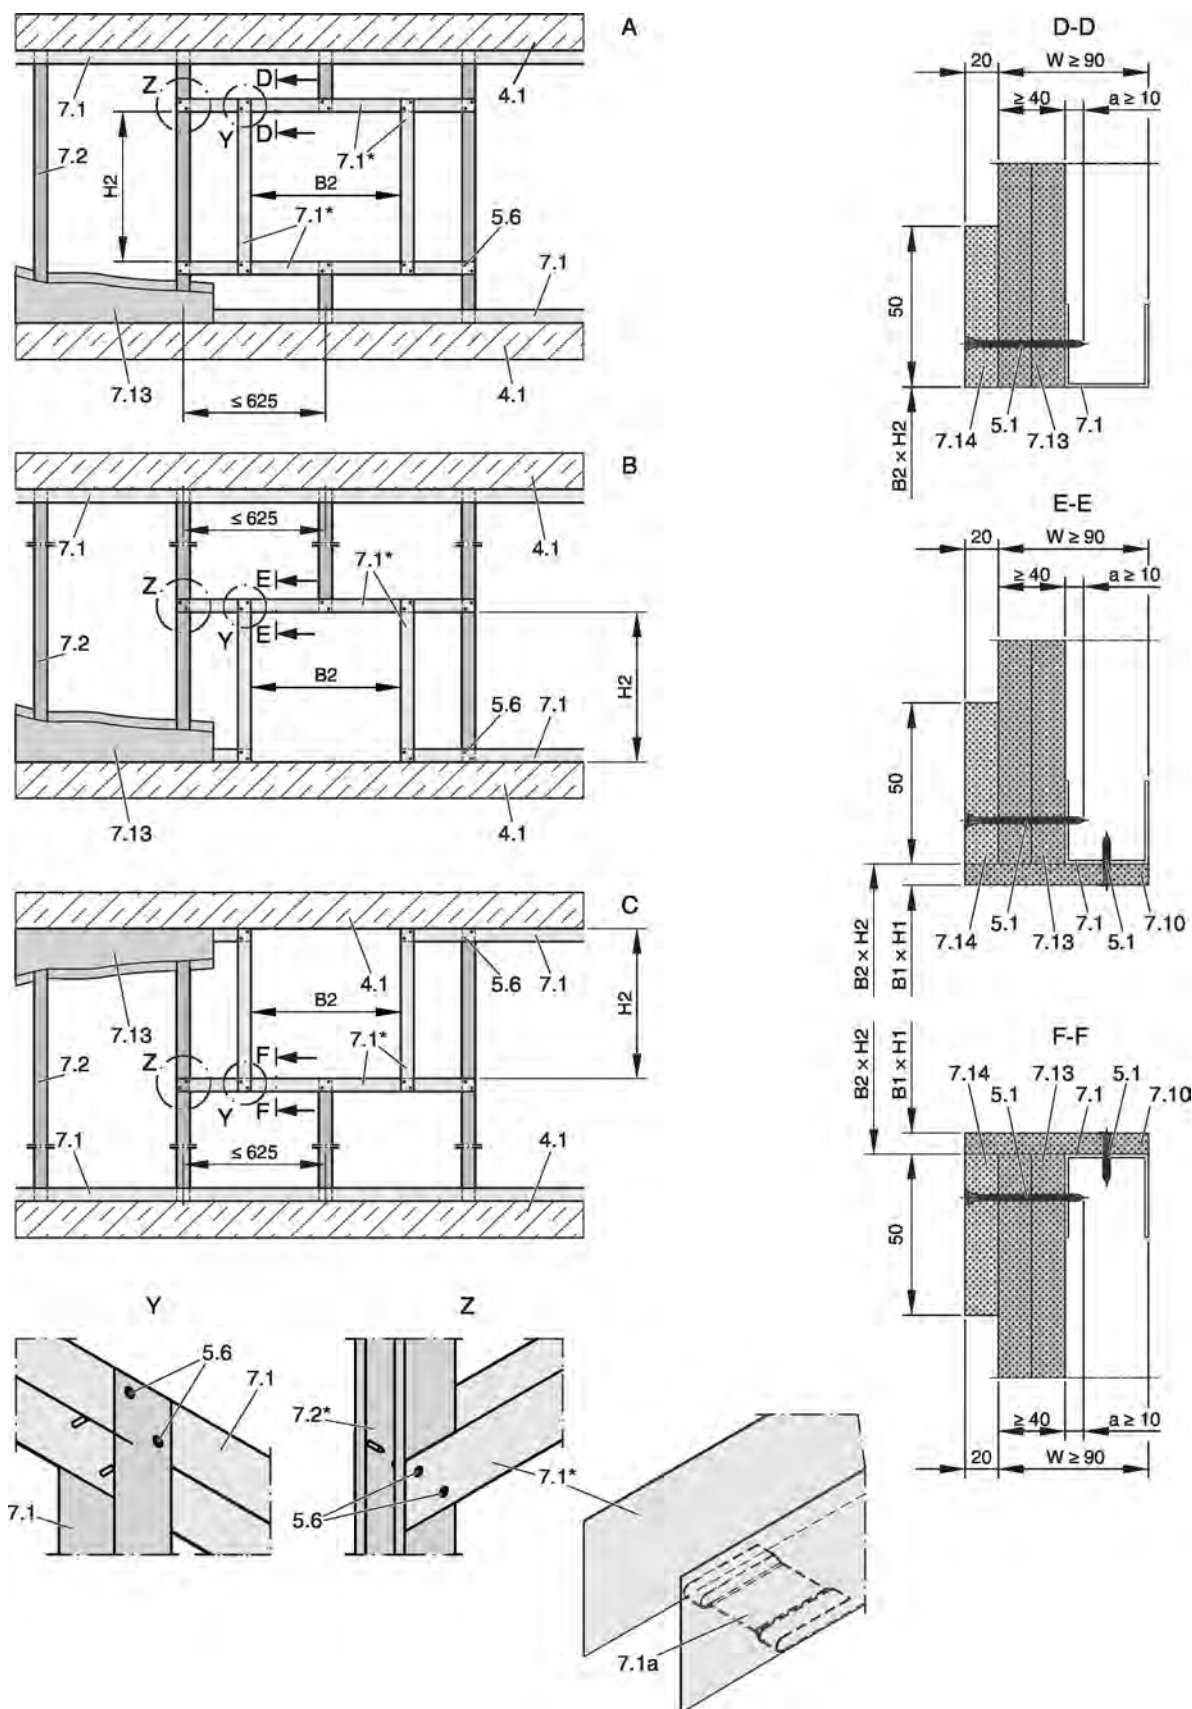 A
7.1
Z
D
D
Y
4.1
7.2
H2
7.1*
B2
7.1*
5.6
7.1
7.13
4.1
≤ 625
B
7.1
≤ 625
4.1
7.1*
Z
E
E
Y
7.2
B2
H2
5.6
7.1
7.13
4.1
C
7.13
4.1
5.6
7.1
H2
B2
7.2
Z
F
F
Y
7.1*
7.1
≤ 625
4.1
Y
5.6
7.1
7.1
Z
7.2*
7.1*
5.6
7.1a
D-D
20
W ≥ 90
≥ 40
a ≥ 10
50
B2 × H2
7.14
5.1
7.13
7.1
E-E
20
W ≥ 90
≥ 40
a ≥ 10
50
B2 × H2
B1 × H1
7.14
5.1
7.13
7.1
5.1
7.10
F-F
B2 × H2
B1 × H1
7.14
5.1
7.13
7.1
5.1
7.10
50
≥ 40
a ≥ 10
20
W ≥ 90